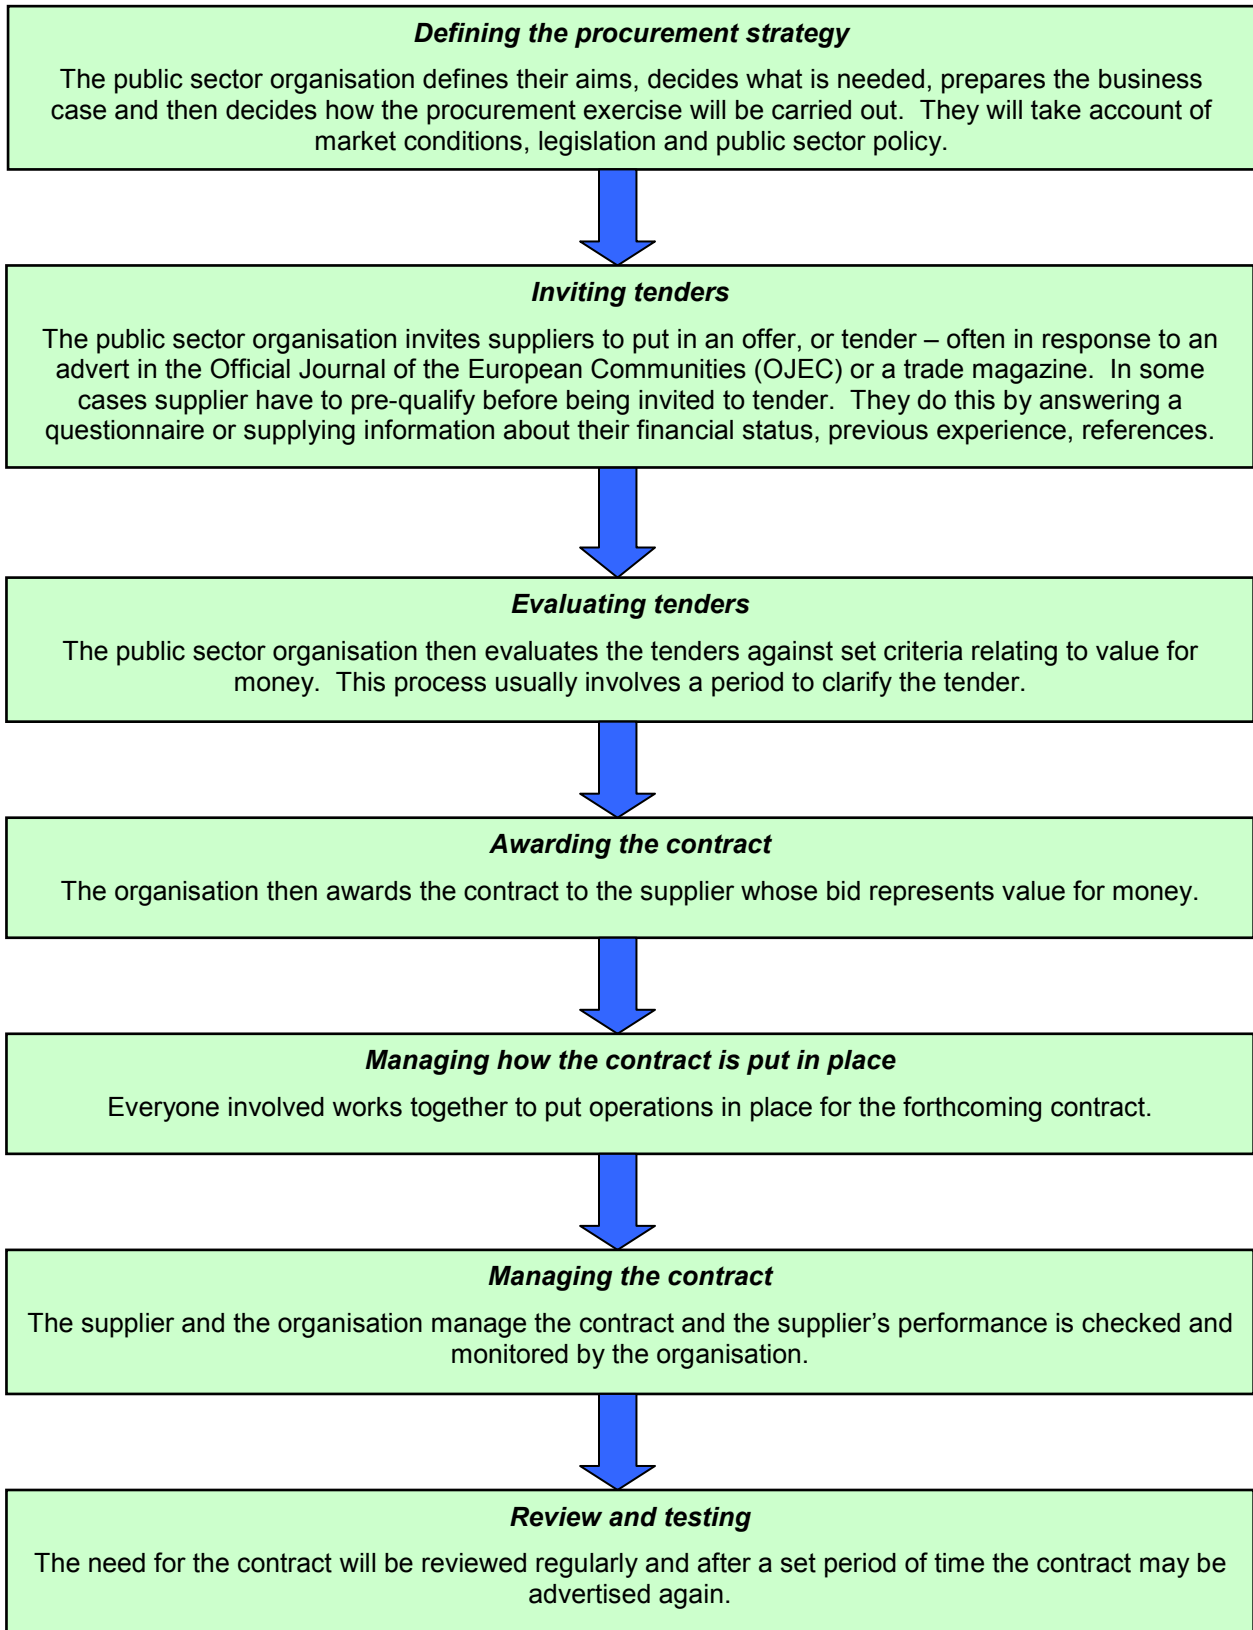 Defining the procurement strategy
The public sector organisation defines their aims, decides what is needed, prepares the business
case and then decides how the procurement exercise will be carried out.  They will take account of
market conditions, legislation and public sector policy.
Inviting tenders
The public sector organisation invites suppliers to put in an offer, or tender – often in response to an
advert in the Official Journal of the European Communities (OJEC) or a trade magazine.  In some
cases supplier have to pre-qualify before being invited to tender.  They do this by answering a
questionnaire or supplying information about their financial status, previous experience, references.
Evaluating tenders
The public sector organisation then evaluates the tenders against set criteria relating to value for
money.  This process usually involves a period to clarify the tender.
Awarding the contract
The organisation then awards the contract to the supplier whose bid represents value for money.
Managing how the contract is put in place
Everyone involved works together to put operations in place for the forthcoming contract.
Managing the contract
The supplier and the organisation manage the contract and the supplier’s performance is checked and
monitored by the organisation.
Review and testing
The need for the contract will be reviewed regularly and after a set period of time the contract may be
advertised again.